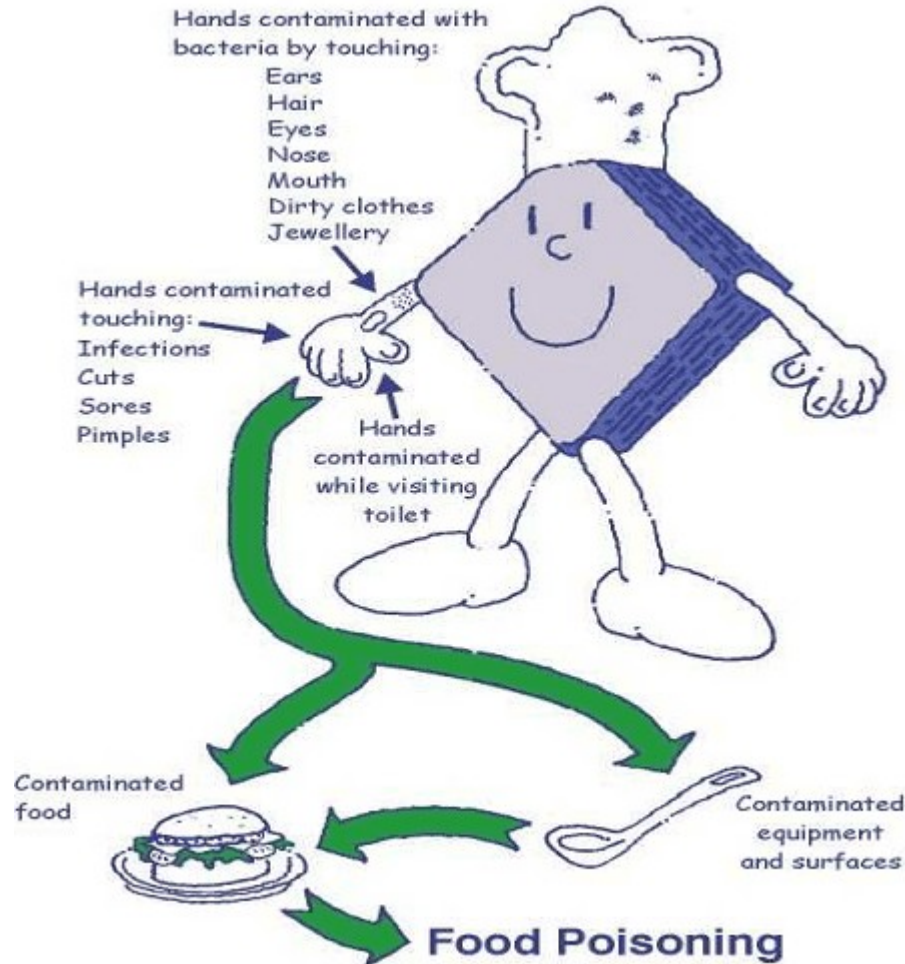 Hands contaminated with
bacteria by touching:
Ears
Hair
Eyes
Nose
Mouth
Dirty clothes
Jewellery
Hands contaminated
touching:
Infections
Cuts
Sores
Pimples
Hands
contaminated
while visiting
toilet
Contaminated
food
Contaminated
equipment
and surfaces
Food Poisoning